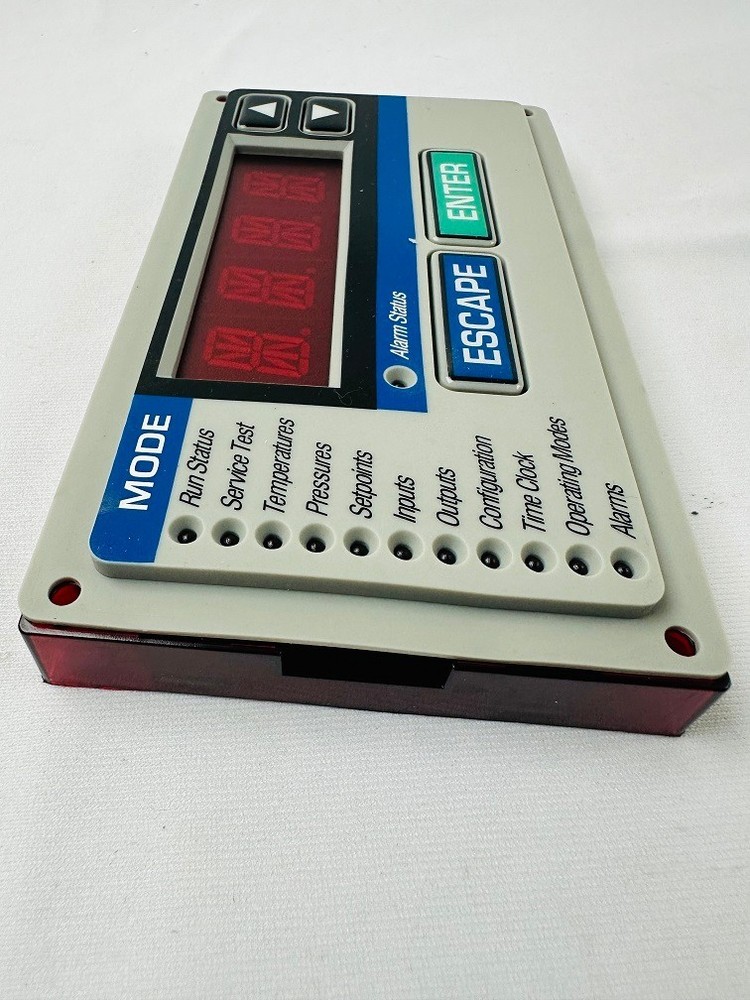 MODE
Run Status
Service Test
Temperatures
Pressures
Setpoints
Inputs
Outputs
Configuration
Time Clock
Operating Modes
Alarms
Alarm Status
ESCAPE
ENTER